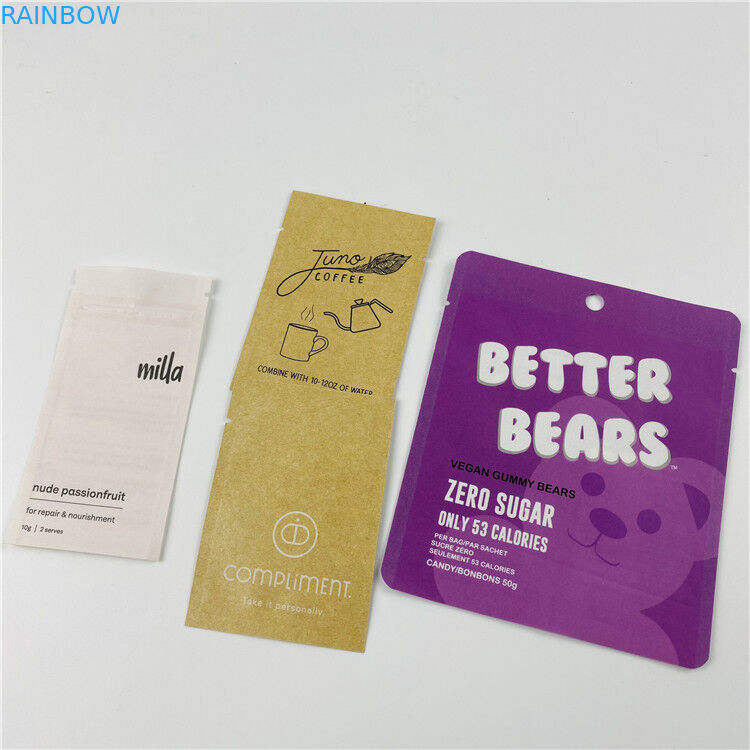 RAINBOW
milla
nude passionfruit
for repair & nourishment
10g | 2 serves
Juno
COFFEE
COMBINE WITH 10-12OZ OF WATER
COMPLiMENT.
Take it personally
BETTER
BEARS™
VEGAN GUMMY BEARS
ZERO SUGAR
ONLY 53 CALORIES
PER BAG/PAR SACHET
SUCRE ZÉRO
SEULEMENT 53 CALORIES
CANDY/BONBONS 50g